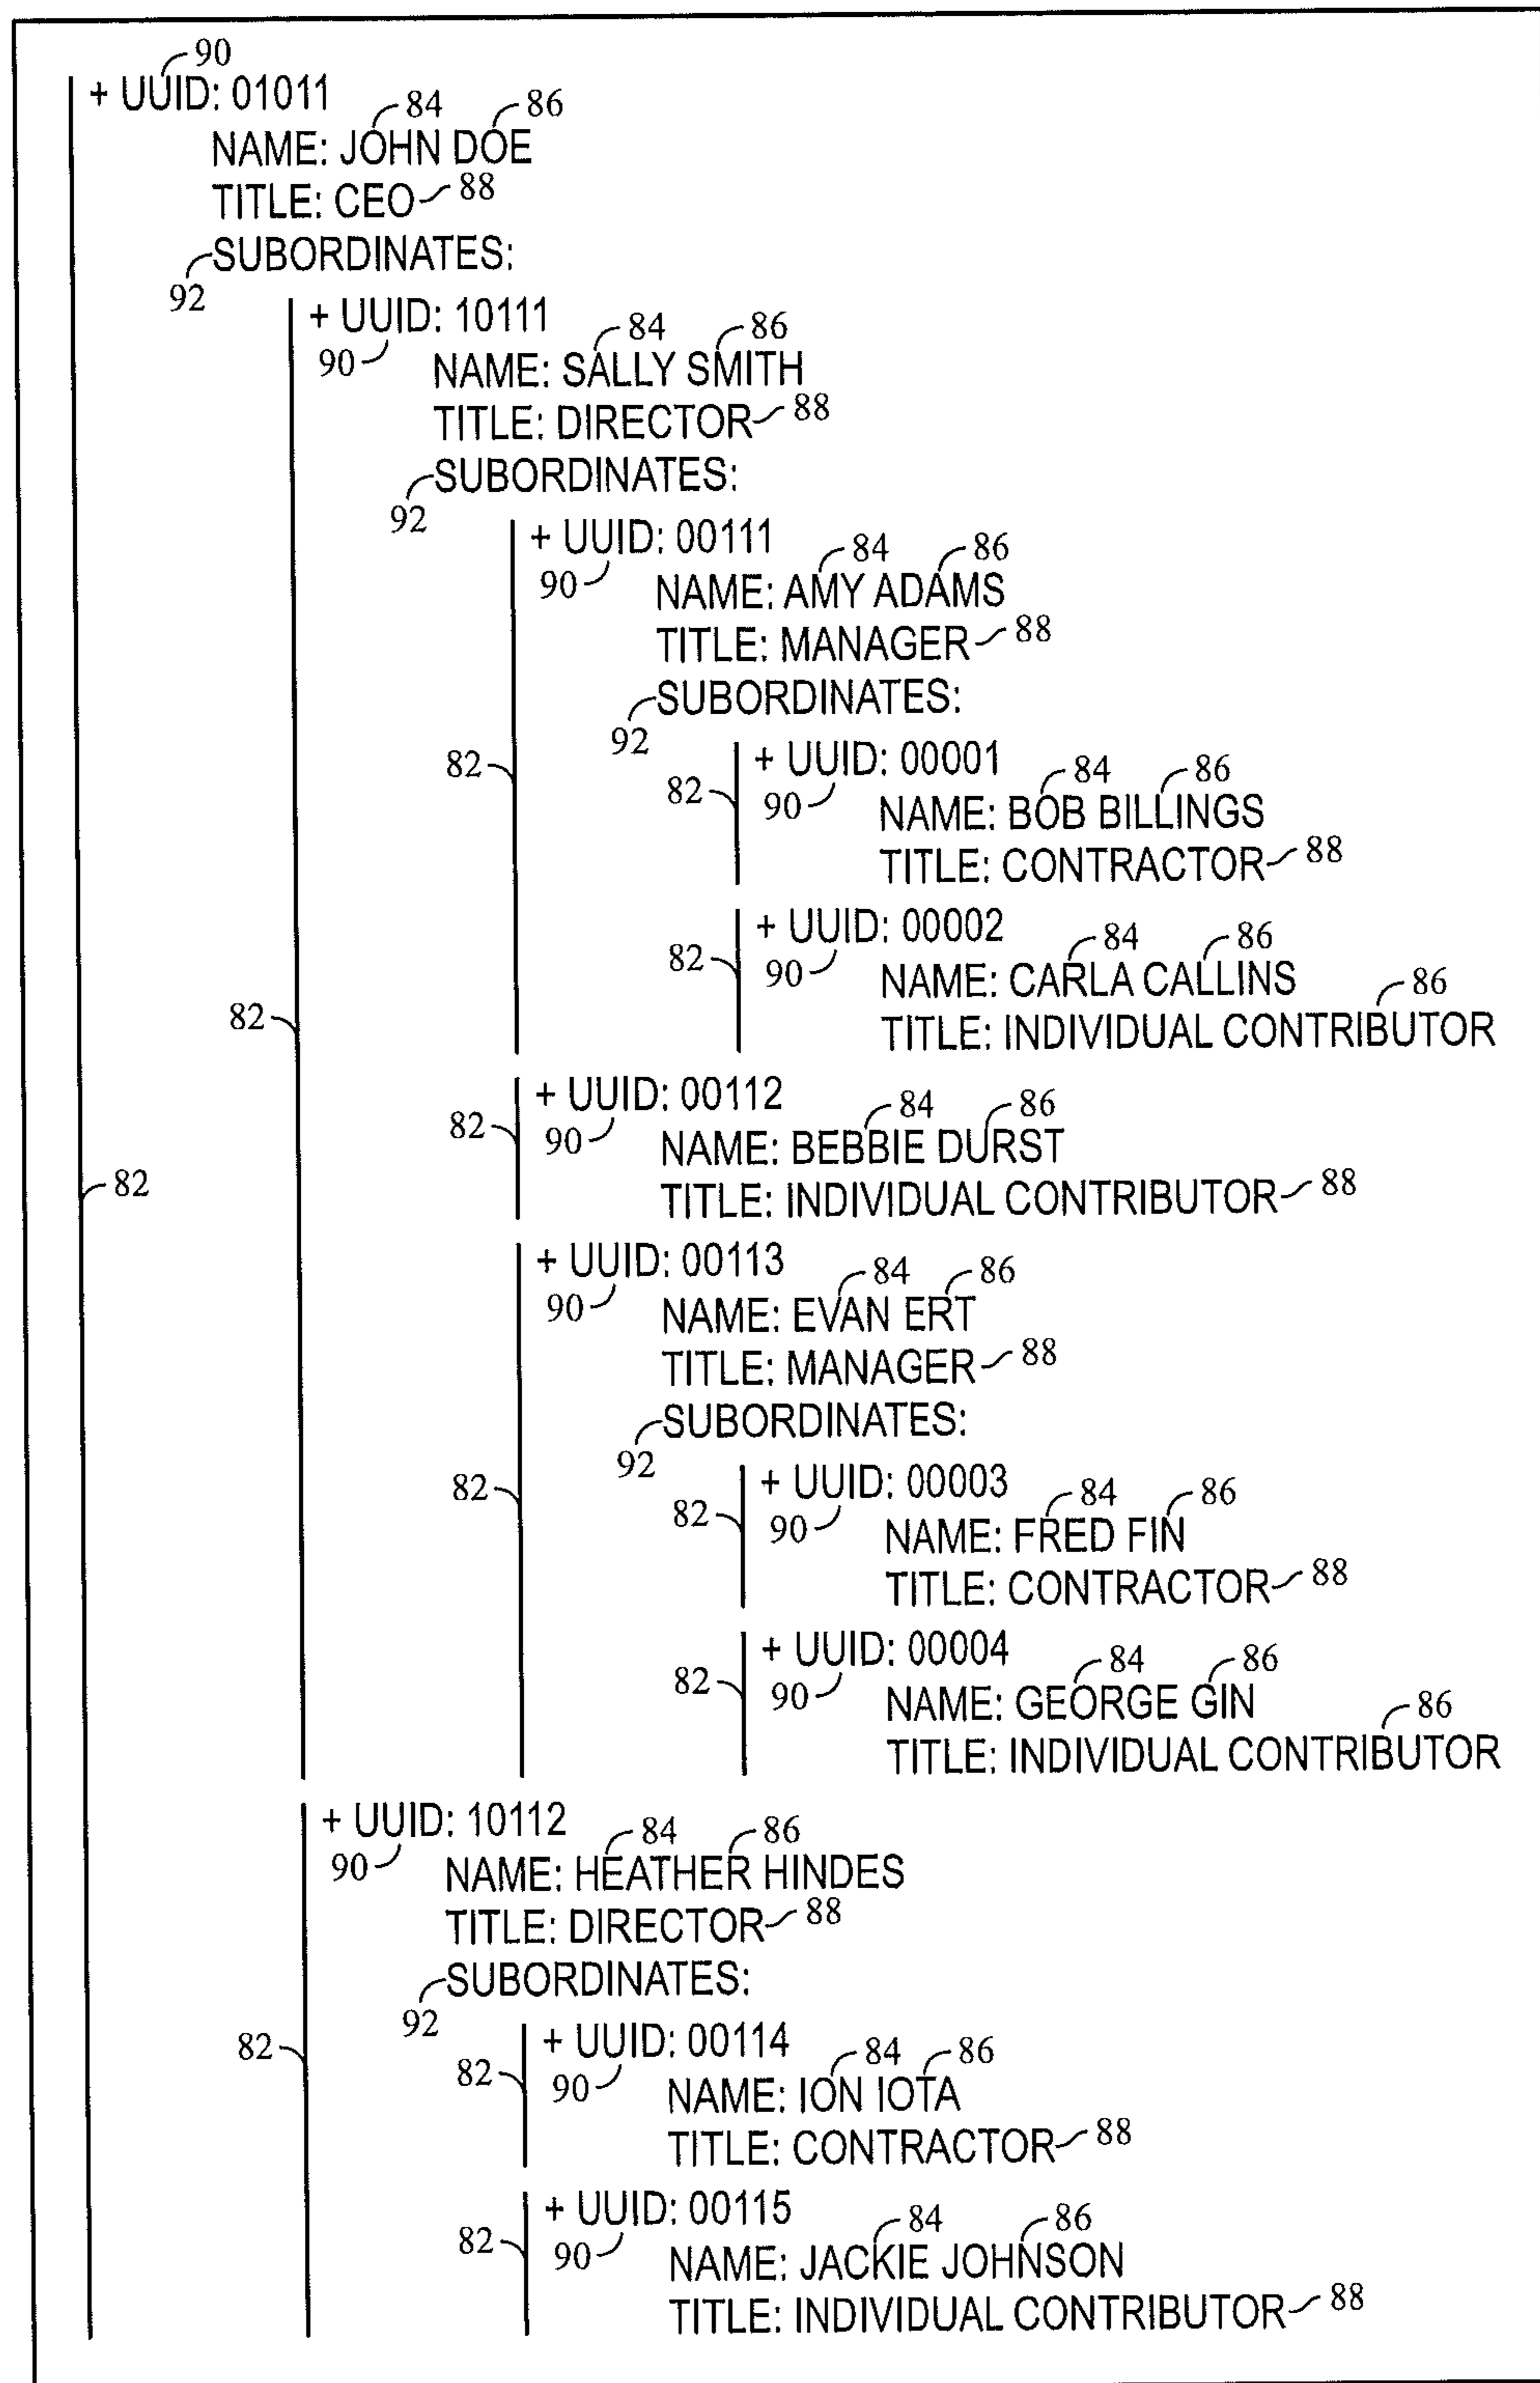 90
+ UUID: 01011
84 86
NAME: JOHN DOE
TITLE: CEO 88
SUBORDINATES:
92
+ UUID: 10111
84 86
90
NAME: SALLY SMITH
TITLE: DIRECTOR 88
SUBORDINATES:
92
+ UUID: 00111
84 86
90
NAME: AMY ADAMS
TITLE: MANAGER 88
SUBORDINATES:
92
82
+ UUID: 00001
84 86
82 90
NAME: BOB BILLINGS
TITLE: CONTRACTOR 88
+ UUID: 00002
84 86
82 90
NAME: CARLA CALLINS
86
TITLE: INDIVIDUAL CONTRIBUTOR
82
+ UUID: 00112
84 86
82 90
NAME: BEBBIE DURST
82
TITLE: INDIVIDUAL CONTRIBUTOR 88
+ UUID: 00113
84 86
90
NAME: EVAN ERT
TITLE: MANAGER 88
SUBORDINATES:
92
82
+ UUID: 00003
84 86
82 90
NAME: FRED FIN
TITLE: CONTRACTOR 88
+ UUID: 00004
84 86
82 90
NAME: GEORGE GIN
86
TITLE: INDIVIDUAL CONTRIBUTOR
+ UUID: 10112
84 86
90
NAME: HEATHER HINDES
TITLE: DIRECTOR 88
SUBORDINATES:
92
82
+ UUID: 00114
84 86
82 90
NAME: ION IOTA
TITLE: CONTRACTOR 88
+ UUID: 00115
84 86
82 90
NAME: JACKIE JOHNSON
TITLE: INDIVIDUAL CONTRIBUTOR 88